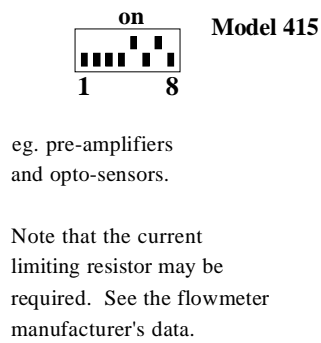 on
Model 415
1 8
eg. pre-amplifiers
and opto-sensors.
Note that the current
limiting resistor may be
required. See the flowmeter
manufacturer's data.